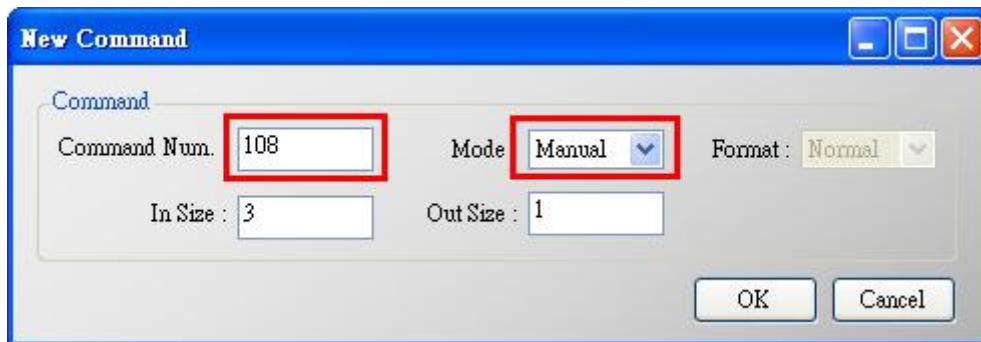 New Command
Command
Command Num. 108 Mode Manual Format : Normal
In Size : 3 Out Size : 1
OK Cancel